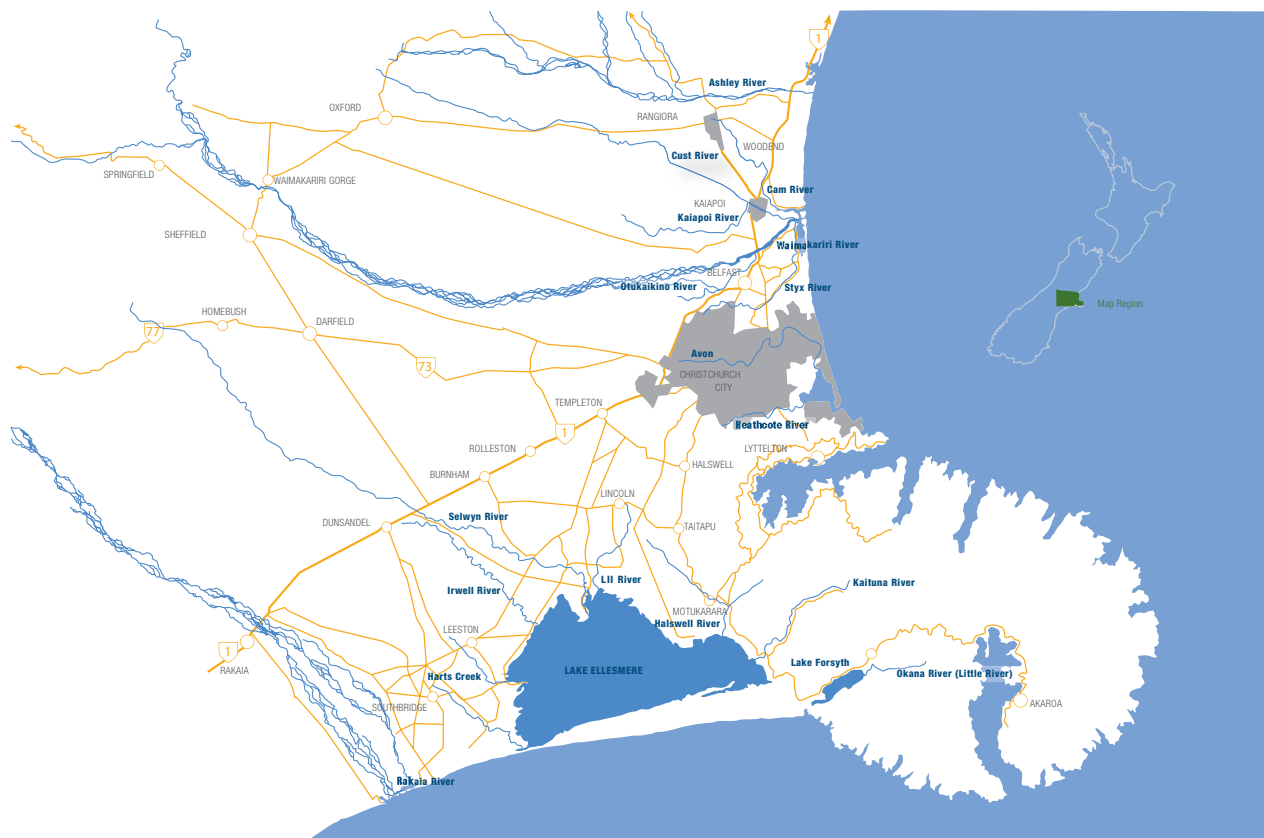 1
Ashley River
OXFORD
RANGIORA
WOODEND
Cust River
SPRINGFIELD
WAIMAKARIRI GORGE
Cam River
KAIAPOI
Kaiapoi River
SHEFFIELD
Waimakariri River
BELFAST
Otukaikino River
Styx River
Map Region
HOMEBUSH
DARFIELD
77
73
Avon
CHRISTCHURCH
CITY
TEMPLETON
1
Heathcote River
ROLLESTON
LYTTELTON
BURNHAM
HALSWELL
LINCOLN
DUNSANDEL
Selwyn River
TAITAPU
LII River
Irwell River
Kaituna River
MOTUKARARA
Halswell River
LEESTON
1
RAKAIA
Lake Forsyth
LAKE ELLESMERE
Okana River (Little River)
Harts Creek
SOUTHBRIDGE
AKAROA
Rakaia River